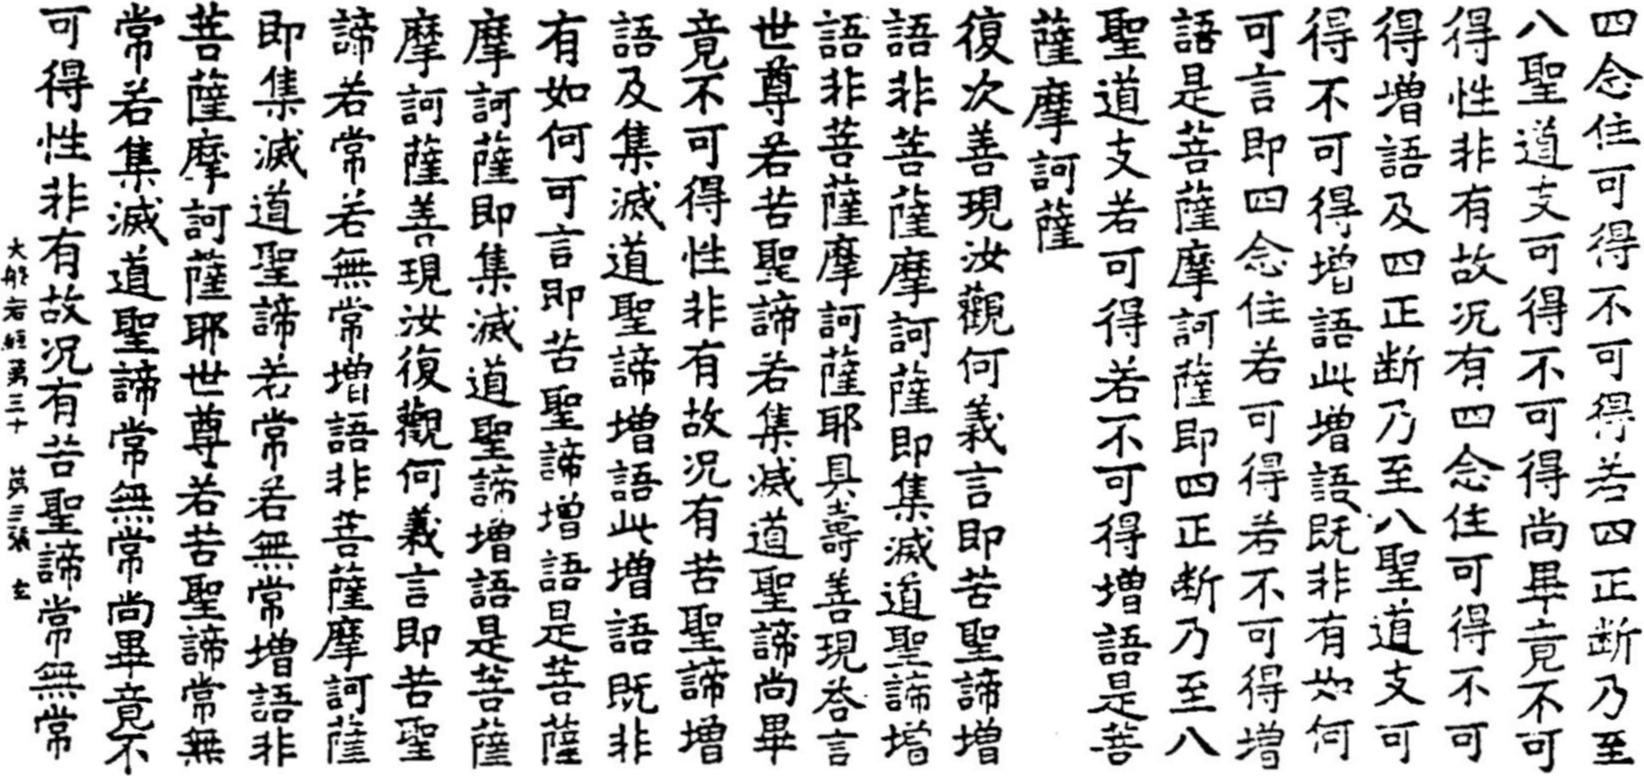 四念住可得不可得若四正断乃至
八聖道支可得不可得尚畢竟不可
得性非有故况有四念住可得不可
得增語及四正断乃至八聖道支可
得不可得增語此增語既非有如何
可言即四念住若可得若不可得增
語是菩薩摩訶薩即四正断乃至八
聖道支若可得若不可得增語是菩
薩摩訶薩
復次善現汝觀何義言即苦聖諦增
語非菩薩摩訶薩即集滅道聖諦增
語非菩薩摩訶薩耶具壽善現荅言
世尊若苦聖諦若集滅道聖諦尚畢
竟不可得性非有故况有苦聖諦增
語及集滅道聖諦增語此增語既非
有如何可言即苦聖諦增語是菩薩
摩訶薩即集滅道聖諦增語是菩薩
摩訶薩善現汝復觀何義言即苦聖
諦若常若無常增語非菩薩摩訶薩
即集滅道聖諦若常若無常增語非
菩薩摩訶薩耶世尊若苦聖諦常無
常若集滅道聖諦常無常尚畢竟不
可得性非有故况有苦聖諦常無常
大般若經第三十 第三張 玄